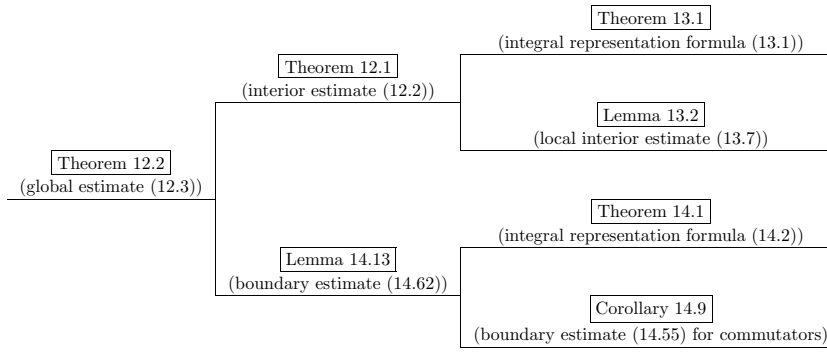 Theorem 13.1
(integral representation formula (13.1))
Theorem 12.1
(interior estimate (12.2))
Lemma 13.2
(local interior estimate (13.7))
Theorem 12.2
(global estimate (12.3))
Theorem 14.1
(integral representation formula (14.2))
Lemma 14.13
(boundary estimate (14.62))
Corollary 14.9
(boundary estimate (14.55) for commutators)